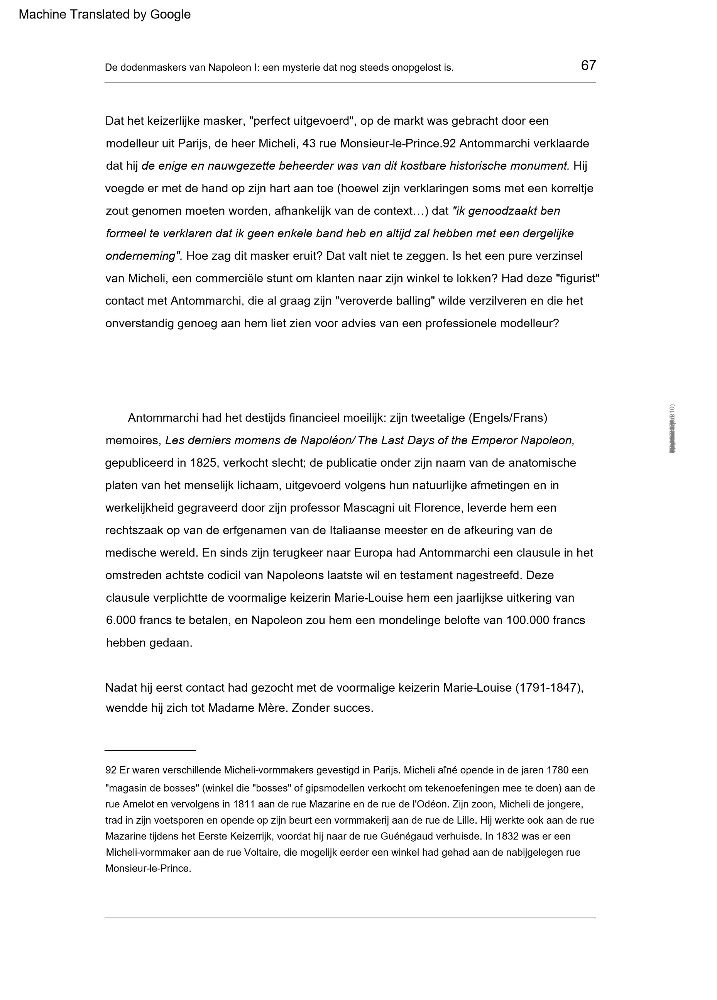 Machine Translated by Google
De dodenmaskers van Napoleon I: een mysterie dat nog steeds onopgelost is.
67
Dat het keizerlijke masker, "perfect uitgevoerd", op de markt was gebracht door een
modelleur uit Parijs, de heer Micheli, 43 rue Monsieur-le-Prince.92 Antommarchi verklaarde
dat hij de enige en nauwgezette beheerder was van dit kostbare historische monument. Hij
voegde er met de hand op zijn hart aan toe (hoewel zijn verklaringen soms met een korreltje
zout genomen moeten worden, afhankelijk van de context…) dat "ik genoodzaakt ben
formeel te verklaren dat ik geen enkele band heb en altijd zal hebben met een dergelijke
onderneming". Hoe zag dit masker eruit? Dat valt niet te zeggen. Is het een pure verzinsel
van Micheli, een commerciële stunt om klanten naar zijn winkel te lokken? Had deze "figurist"
contact met Antommarchi, die al graag zijn "veroverde balling" wilde verzilveren en die het
onverstandig genoeg aan hem liet zien voor advies van een professionele modelleur?
Antommarchi had het destijds financieel moeilijk: zijn tweetalige (Engels/Frans)
memoires, Les derniers momens de Napoléon/ The Last Days of the Emperor Napoleon,
gepubliceerd in 1825, verkocht slecht; de publicatie onder zijn naam van de anatomische
platen van het menselijk lichaam, uitgevoerd volgens hun natuurlijke afmetingen en in
werkelijkheid gegraveerd door zijn professor Mascagni uit Florence, leverde hem een
rechtszaak op van de erfgenamen van de Italiaanse meester en de afkeuring van de
medische wereld. En sinds zijn terugkeer naar Europa had Antommarchi een clausule in het
omstreden achtste codicil van Napoleons laatste wil en testament nagestreefd. Deze
clausule verplichtte de voormalige keizerin Marie-Louise hem een jaarlijkse uitkering van
6.000 francs te betalen, en Napoleon zou hem een mondelinge belofte van 100.000 francs
hebben gedaan.
Nadat hij eerst contact had gezocht met de voormalige keizerin Marie-Louise (1791-1847),
wendde hij zich tot Madame Mère. Zonder succes.
92 Er waren verschillende Micheli-vormmakers gevestigd in Parijs. Micheli aîné opende in de jaren 1780 een
"magasin de bosses" (winkel die "bosses" of gipsmodellen verkocht om tekenoefeningen mee te doen) aan de
rue Amelot en vervolgens in 1811 aan de rue Mazarine en de rue de l'Odéon. Zijn zoon, Micheli de jongere,
trad in zijn voetsporen en opende op zijn beurt een vormmakerij aan de rue de Lille. Hij werkte ook aan de rue
Mazarine tijdens het Eerste Keizerrijk, voordat hij naar de rue Guénégaud verhuisde. In 1832 was er een
Micheli-vormmaker aan de rue Voltaire, die mogelijk eerder een winkel had gehad aan de nabijgelegen rue
Monsieur-le-Prince.